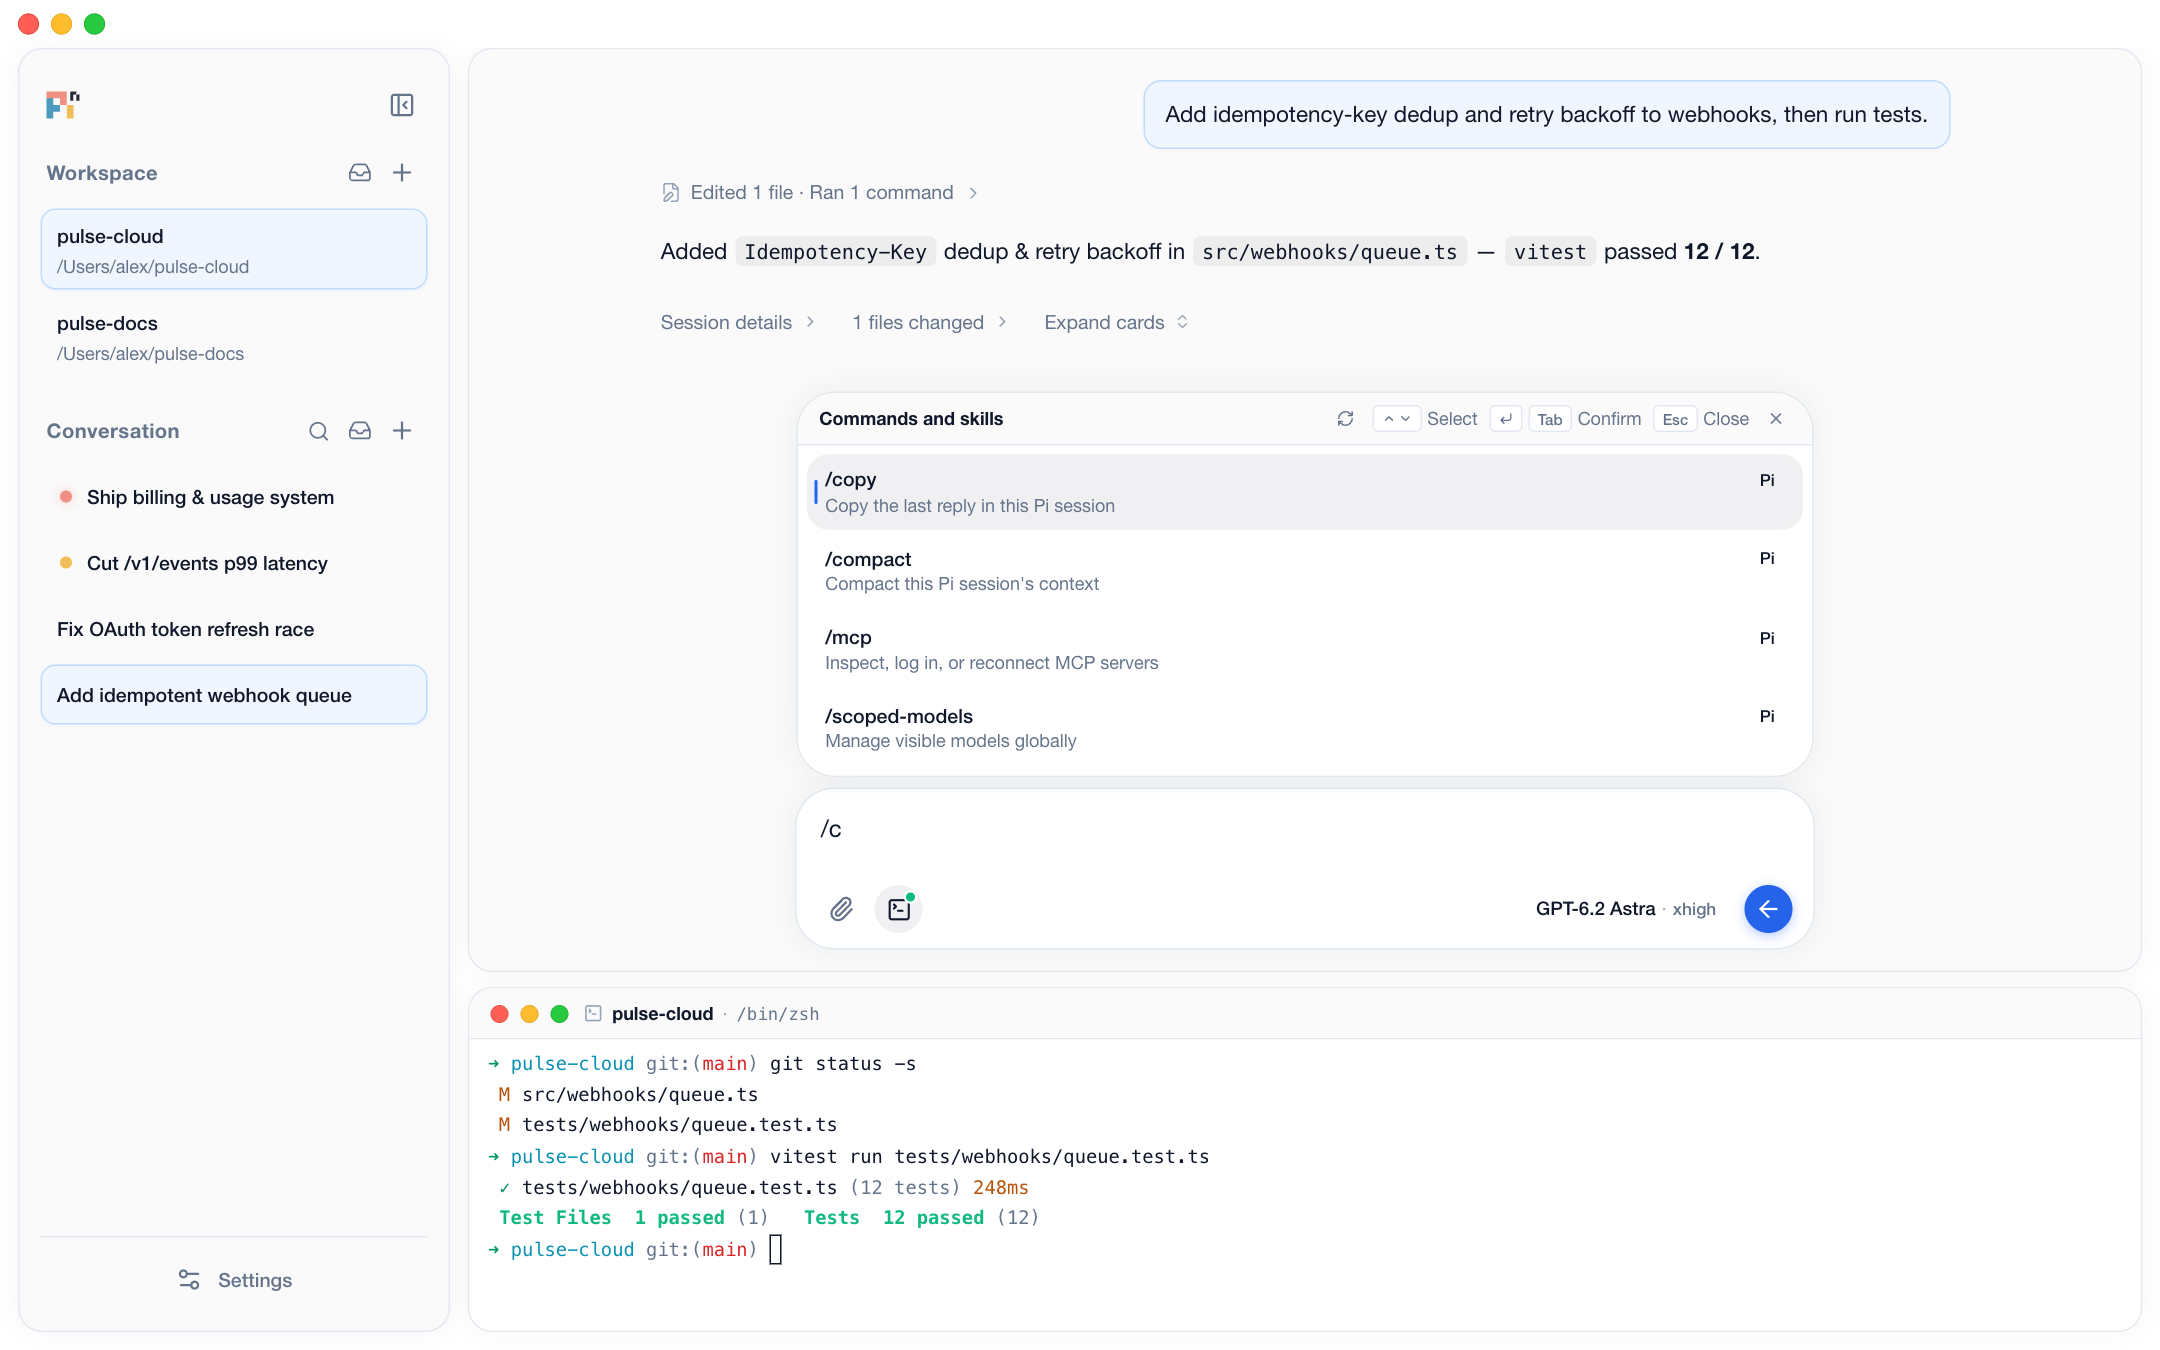 Workspace
pulse-cloud
/Users/alex/pulse-cloud
pulse-docs
/Users/alex/pulse-docs
Conversation
Ship billing & usage system
Cut /v1/events p99 latency
Fix OAuth token refresh race
Add idempotent webhook queue
Settings
Add idempotency-key dedup and retry backoff to webhooks, then run tests.
Edited 1 file · Ran 1 command
Added Idempotency-Key dedup & retry backoff in src/webhooks/queue.ts — vitest passed 12 / 12.
Session details 1 files changed Expand cards
Commands and skills Select Tab Confirm Esc Close
/copy Pi
Copy the last reply in this Pi session
/compact Pi
Compact this Pi session's context
/mcp Pi
Inspect, log in, or reconnect MCP servers
/scoped-models Pi
Manage visible models globally
/c
GPT-6.2 Astra · xhigh
pulse-cloud · /bin/zsh
➜ pulse-cloud git:(main) git status -s
M src/webhooks/queue.ts
M tests/webhooks/queue.test.ts
➜ pulse-cloud git:(main) vitest run tests/webhooks/queue.test.ts
✓ tests/webhooks/queue.test.ts (12 tests) 248ms
Test Files 1 passed (1) Tests 12 passed (12)
➜ pulse-cloud git:(main)